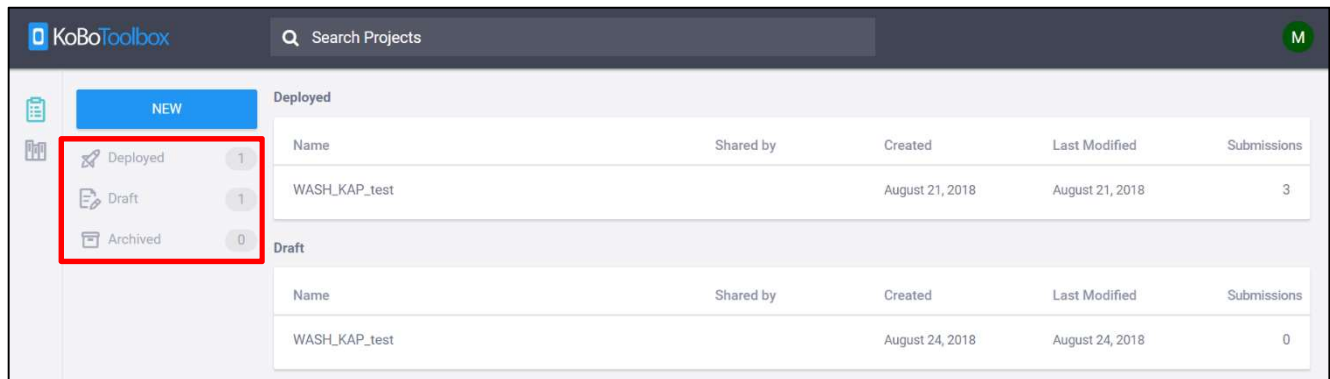 KoBoToolbox
Search Projects
M
NEW
Deployed 1
Draft 1
Archived 0
Deployed
Name Shared by Created Last Modified Submissions
WASH_KAP_test August 21, 2018 August 21, 2018 3
Draft
Name Shared by Created Last Modified Submissions
WASH_KAP_test August 24, 2018 August 24, 2018 0